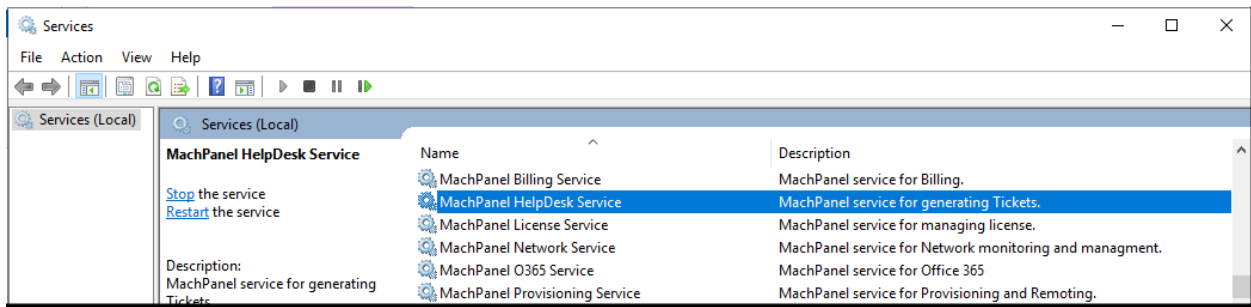 Services
File Action View Help
Services (Local)
Services (Local)
MachPanel HelpDesk Service
Stop the service
Restart the service
Description:
MachPanel service for generating
Tickets
Name Description
MachPanel Billing Service MachPanel service for Billing.
MachPanel HelpDesk Service MachPanel service for generating Tickets.
MachPanel License Service MachPanel service for managing license.
MachPanel Network Service MachPanel service for Network monitoring and managment.
MachPanel O365 Service MachPanel service for Office 365
MachPanel Provisioning Service MachPanel service for Provisioning and Remoting.